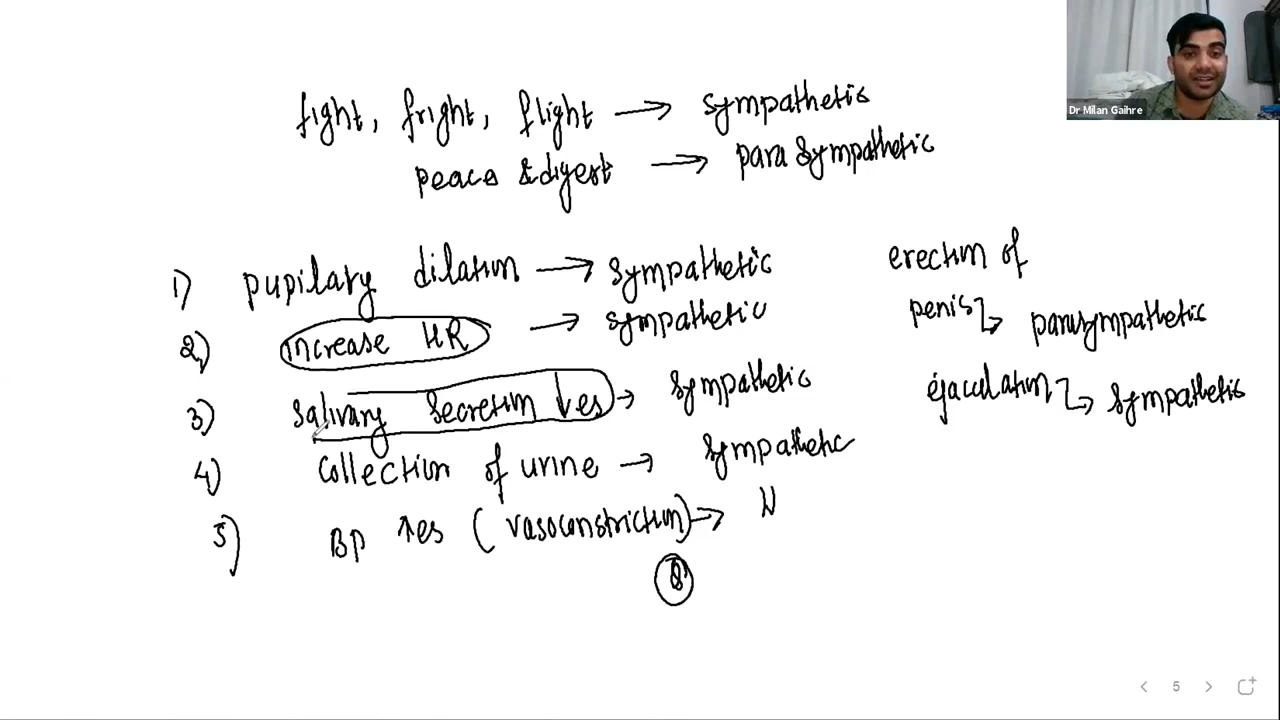 Dr Milan Gaihre
fight, fright, flight → sympathetic
peace & digest → para sympathetic
1) pupilary dilation → sympathetic
2) increase HR → sympathetic
3) salivary secretion ↓es → sympathetic
4) collection of urine → sympathetic
5) BP ↑es (vasoconstriction) →
erection of
penis → parasympathetic
ejaculation → sympathetic
5